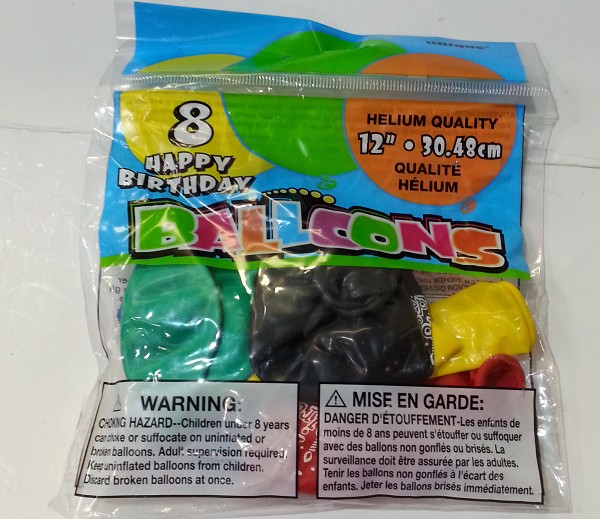 unique
8
HAPPY
BIRTHDAY
HELIUM QUALITY
12" • 30.48cm
QUALITÉ
HÉLIUM
BALLOONS
⚠ WARNING:
CHOKING HAZARD--Children under 8 years
can choke or suffocate on uninflated or
broken balloons. Adult supervision required.
Keep uninflated balloons from children.
Discard broken balloons at once.
⚠ MISE EN GARDE:
DANGER D'ÉTOUFFEMENT-Les enfants de
moins de 8 ans peuvent s'étouffer ou suffoquer
avec des ballons non gonflés ou brisés. La
surveillance doit être assurée par les adultes.
Tenir les ballons non gonflés à l'écart des
enfants. Jeter les ballons brisés immédiatement.